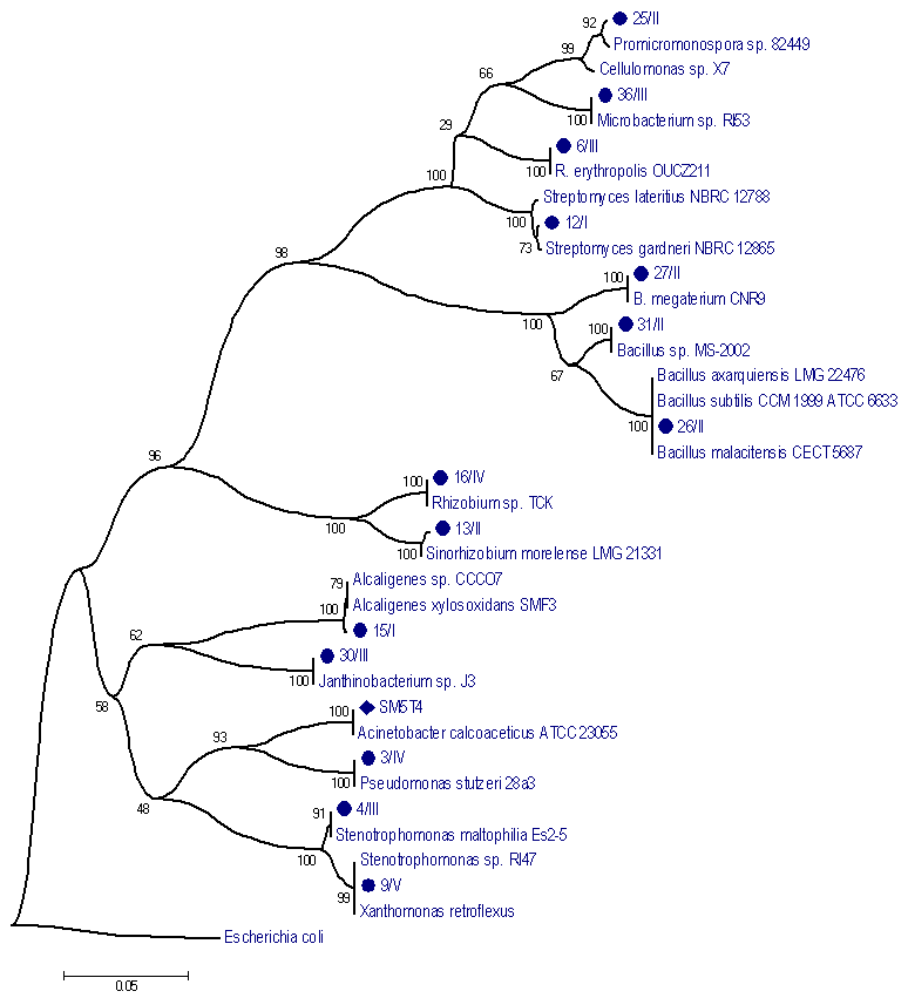 25/II
92
Promicromonospora sp. 82449
99
Cellulomonas sp. X7
66
36/III
100
Microbacterium sp. RI53
29
6/III
100
R. erythropolis OUCZ211
100
Streptomyces lateritius NBRC 12788
100
12/I
73
Streptomyces gardneri NBRC 12865
98
27/II
100
B. megaterium CNR9
100
31/II
100
Bacillus sp. MS-2002
67
Bacillus axarquiensis LMG 22476
Bacillus subtilis CCM 1999 ATCC 6633
100
26/II
Bacillus malacitensis CECT 5687
96
16/IV
100
Rhizobium sp. TCK
100
13/II
100
Sinorhizobium morelense LMG 21331
79
Alcaligenes sp. CCCO7
100
Alcaligenes xylosoxidans SMF3
15/I
62
30/III
100
Janthinobacterium sp. J3
58
100
SM5T4
Acinetobacter calcoaceticus ATCC 23055
93
3/IV
100
Pseudomonas stutzeri 28a3
48
91
4/III
Stenotrophomonas maltophilia Es2-5
100
Stenotrophomonas sp. RI47
9/V
99
Xanthomonas retroflexus
Escherichia coli
0.05